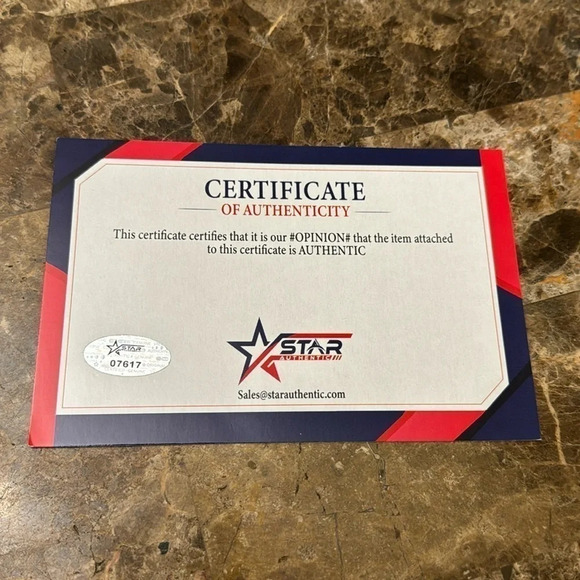 CERTIFICATE
OF AUTHENTICITY
This certificate certifies that it is our #OPINION# that the item attached
to this certificate is AUTHENTIC
STAR
07617
STAR
AUTHENTIC
Sales@starauthentic.com